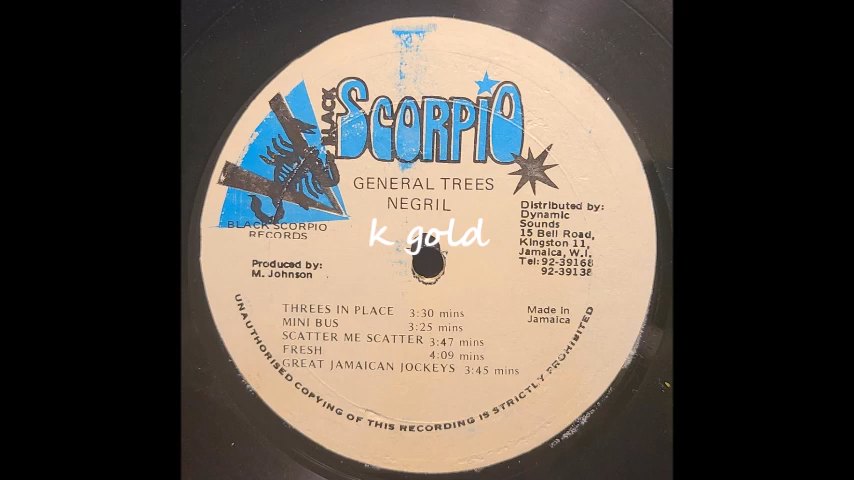 BLACK
SCORPIO
GENERAL TREES
NEGRIL
BLACK SCORPIO
RECORDS
k gold
Distributed by:
Dynamic
Sounds
15 Bell Road,
Kingston 11,
Jamaica, W.I.
Tel: 92-39168
92-39138
Produced by:
M. Johnson
THREES IN PLACE 3:30 mins
MINI BUS 3:25 mins
SCATTER ME SCATTER 3:47 mins
FRESH 4:09 mins
GREAT JAMAICAN JOCKEYS 3:45 mins
Made in
Jamaica
UNAUTHORISED COPYING OF THIS RECORDING IS STRICTLY PROHIBITED